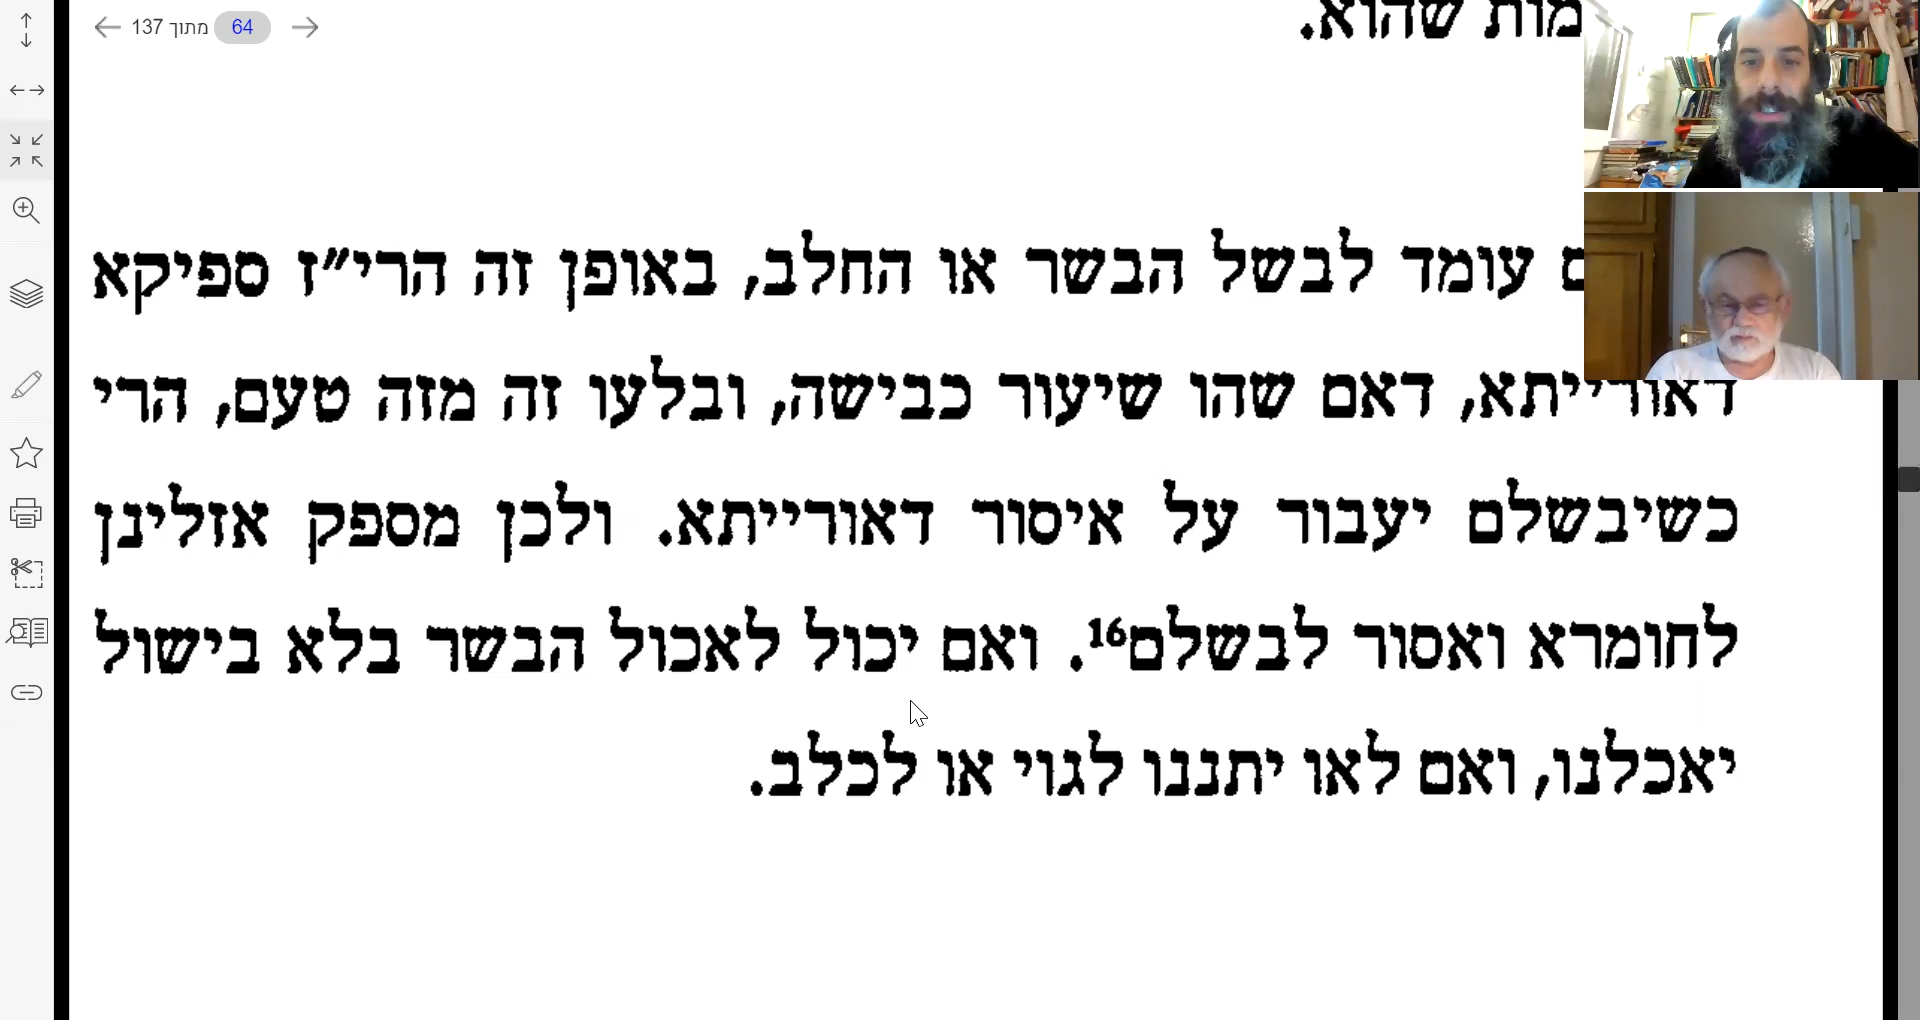 64 מתוך 137
מות שהוא.
עומד לבשל הבשר או החלב, באופן זה הרי״ז ספיקא
דאורייתא, דאם שהו שיעור כבישה, ובלעו זה מזה טעם, הרי
כשיבשלם יעבור על איסור דאורייתא. ולכן מספק אזלינן
לחומרא ואסור לבשלם16. ואם יכול לאכול הבשר בלא בישול
יאכלנו, ואם לאו יתננו לגוי או לכלב.